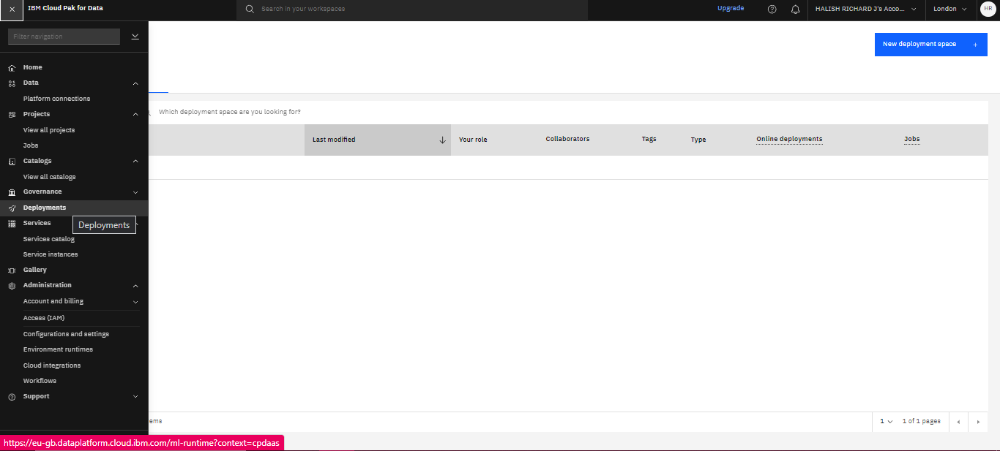 IBM Cloud Pak for Data
Search in your workspaces
Upgrade
HALISH RICHARD J's Acco...
London
HR
Filter navigation
New deployment space +
Home
Data
Platform connections
Projects
View all projects
Jobs
Catalogs
View all catalogs
Governance
Deployments
Services
Deployments
Services catalog
Service instances
Gallery
Administration
Account and billing
Access (IAM)
Configurations and settings
Environment runtimes
Cloud integrations
Workflows
Support
Which deployment space are you looking for?
Last modified
Your role
Collaborators
Tags
Type
Online deployments
Jobs
ems
1
1 of 1 pages
https://eu-gb.dataplatform.cloud.ibm.com/ml-runtime?context=cpdaas